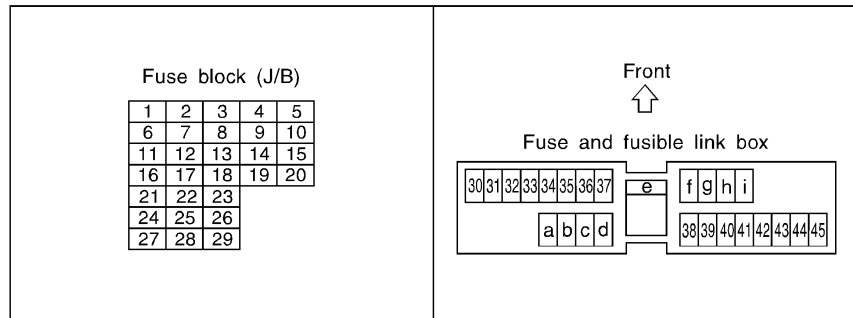 Fuse block (J/B)
1 2 3 4 5
6 7 8 9 10
11 12 13 14 15
16 17 18 19 20
21 22 23
24 25 26
27 28 29
Front
Fuse and fusible link box
30 31 32 33 34 35 36 37 e f g h i
a b c d 38 39 40 41 42 43 44 45